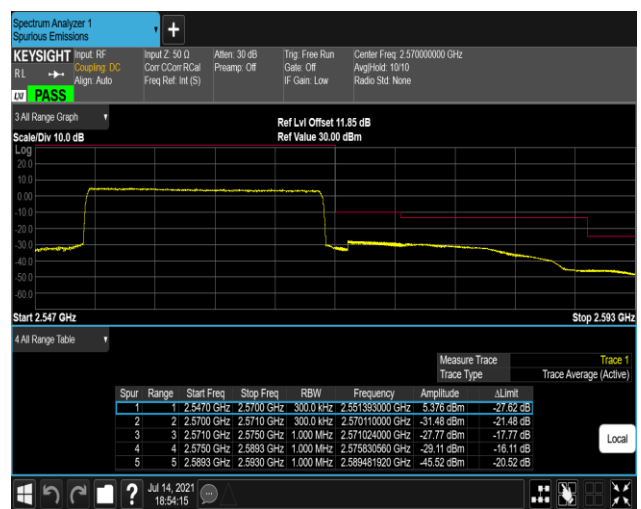 Spectrum Analyzer 1
Spurious Emissions
+
KEYSIGHT Input: RF Input Z: 50 Ω Atten: 30 dB Trig: Free Run Center Freq: 2.570000000 GHz
RL Coupling: DC Corr CCorr RCal Preamp: Off Gate: Off Avg|Hold: 10/10
Align: Auto Freq Ref: Int (S) IF Gain: Low Radio Std: None
LXI PASS
3 All Range Graph
Ref Lvl Offset 11.85 dB
Scale/Div 10.0 dB Ref Value 30.00 dBm
Log
20.0
10.0
0.00
-10.0
-20.0
-30.0
-40.0
-50.0
-60.0
Start 2.547 GHz Stop 2.593 GHz
4 All Range Table
Measure Trace Trace 1
Trace Type Trace Average (Active)
Spur Range Start Freq Stop Freq RBW Frequency Amplitude ΔLimit
1 1 2.5470 GHz 2.5700 GHz 300.0 kHz 2.551393000 GHz 5.376 dBm -27.62 dB
2 2 2.5700 GHz 2.5710 GHz 300.0 kHz 2.570110000 GHz -31.48 dBm -21.48 dB
3 3 2.5710 GHz 2.5750 GHz 1.000 MHz 2.571024000 GHz -27.77 dBm -17.77 dB
4 4 2.5750 GHz 2.5893 GHz 1.000 MHz 2.575830560 GHz -29.11 dBm -16.11 dB
5 5 2.5893 GHz 2.5930 GHz 1.000 MHz 2.589481920 GHz -45.52 dBm -20.52 dB
Local
? Jul 14, 2021
18:54:15